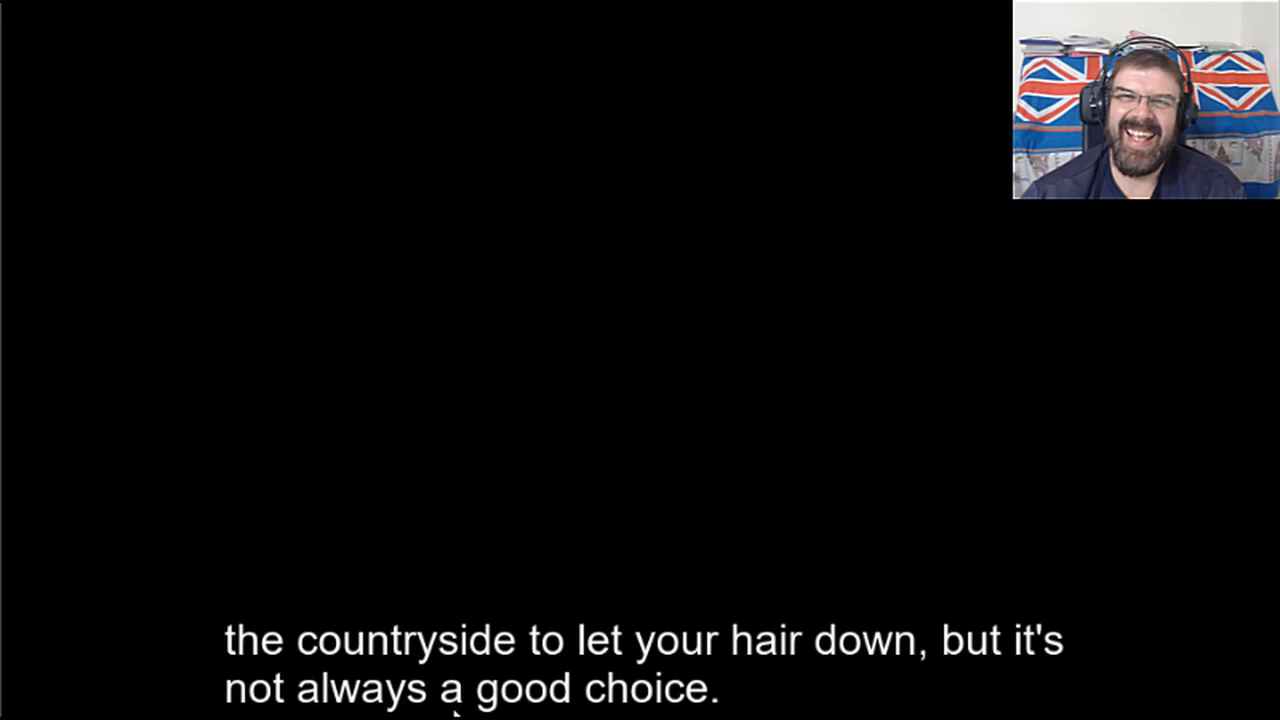 the countryside to let your hair down, but it's
not always a good choice.